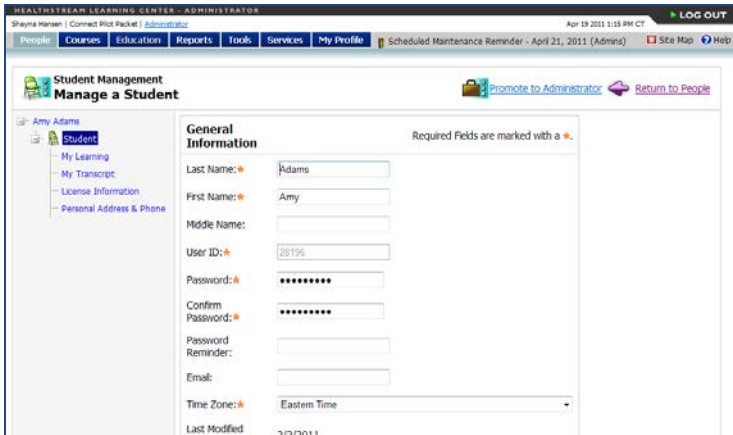 HEALTHSTREAM LEARNING CENTER - ADMINISTRATOR
Shayna Hansen | Connect Pilot Packet | Administrator
Apr 19 2011 1:15 PM CT
LOG OUT
People Courses Education Reports Tools Services My Profile Scheduled Maintenance Reminder - April 21, 2011 (Admins) Site Map Help
Student Management
Manage a Student
Promote to Administrator Return to People
Amy Adams
Student
My Learning
My Transcript
License Information
Personal Address & Phone
General
Information
Required Fields are marked with a *.
Last Name:* Adams
First Name:* Amy
Middle Name:
User ID:* 28196
Password:* •••••••••
Confirm
Password:* •••••••••
Password
Reminder:
Email:
Time Zone:* Eastern Time
Last Modified